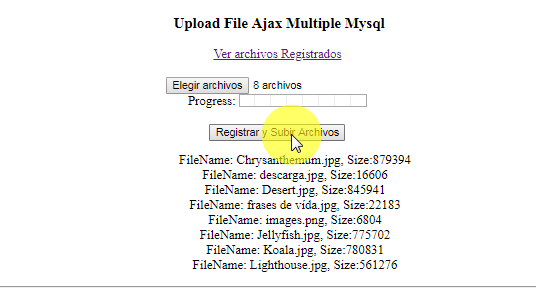 Upload File Ajax Multiple Mysql
Ver archivos Registrados
Elegir archivos 8 archivos
Progress:
Registrar y Subir Archivos
FileName: Chrysanthemum.jpg, Size:879394
FileName: descarga.jpg, Size:16606
FileName: Desert.jpg, Size:845941
FileName: frases de vida.jpg, Size:22183
FileName: images.png, Size:6804
FileName: Jellyfish.jpg, Size:775702
FileName: Koala.jpg, Size:780831
FileName: Lighthouse.jpg, Size:561276